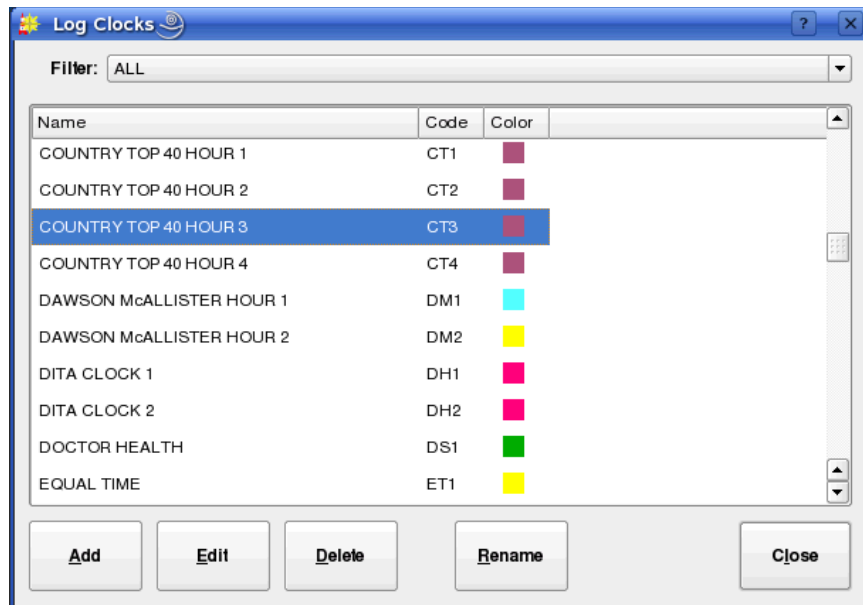 Log Clocks ?
Filter: ALL
Name Code Color
COUNTRY TOP 40 HOUR 1 CT1
COUNTRY TOP 40 HOUR 2 CT2
COUNTRY TOP 40 HOUR 3 CT3
COUNTRY TOP 40 HOUR 4 CT4
DAWSON McALLISTER HOUR 1 DM1
DAWSON McALLISTER HOUR 2 DM2
DITA CLOCK 1 DH1
DITA CLOCK 2 DH2
DOCTOR HEALTH DS1
EQUAL TIME ET1
Add Edit Delete Rename Close